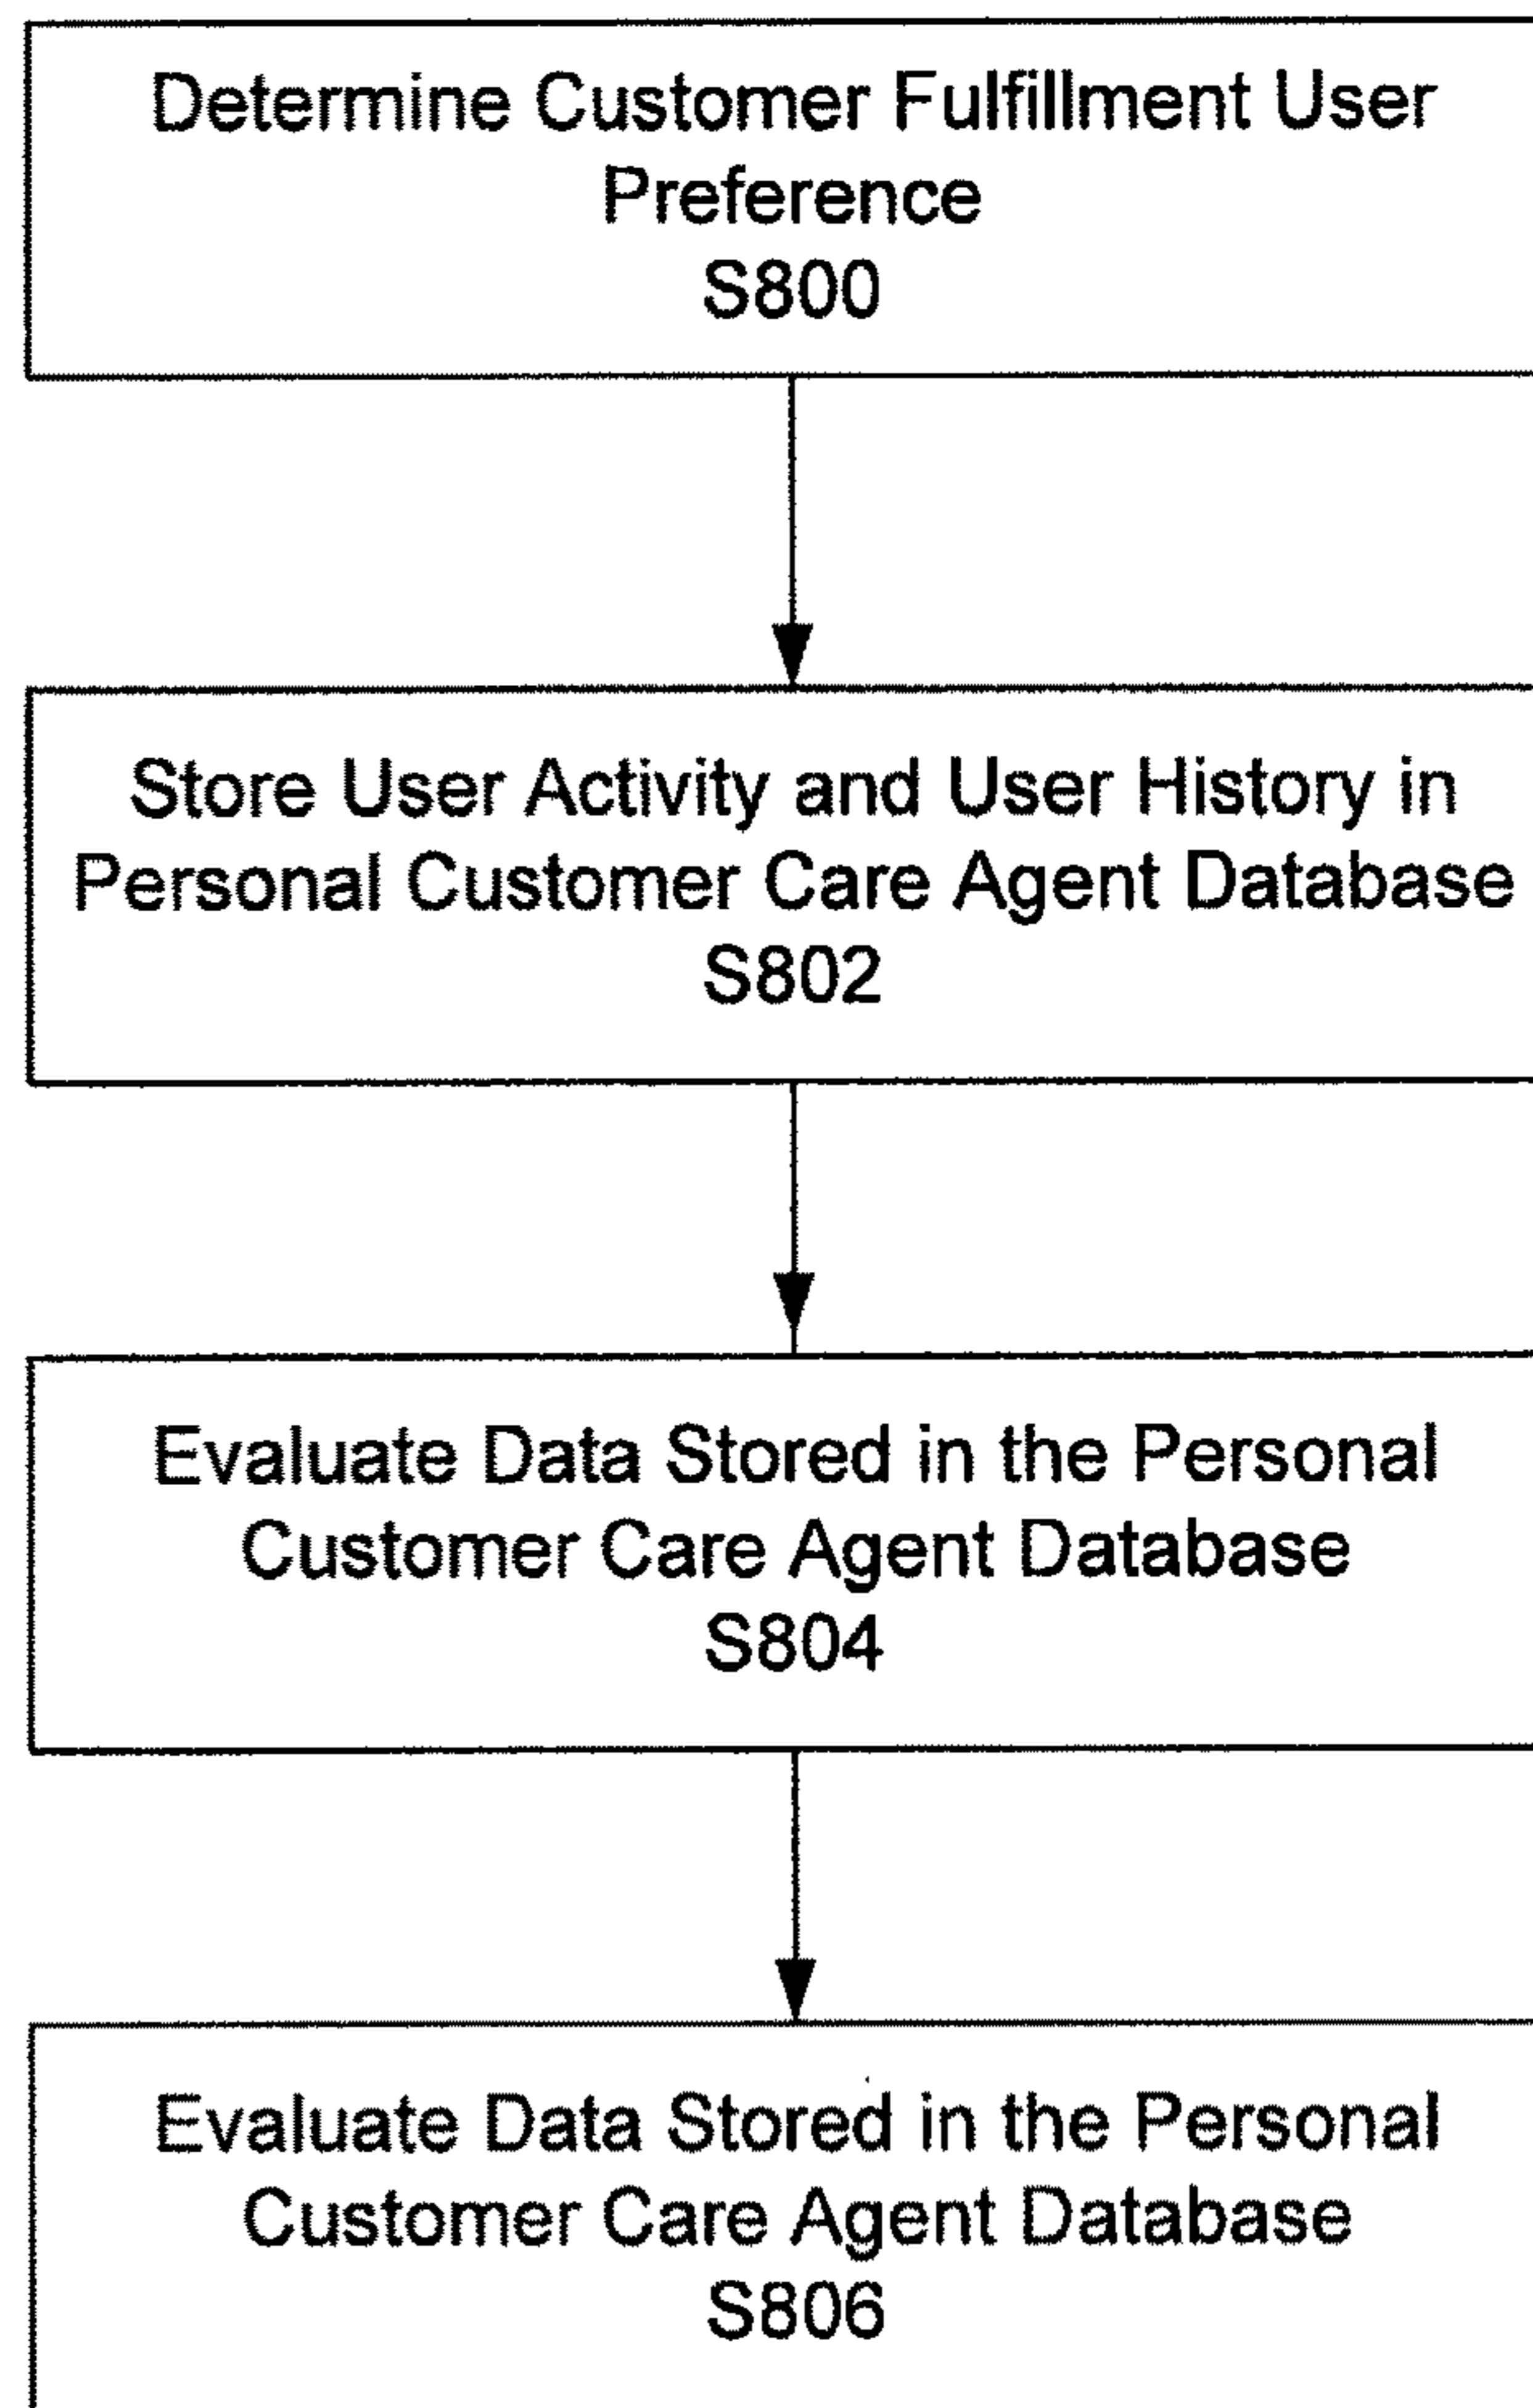 Determine Customer Fulfillment User
Preference
S800
Store User Activity and User History in
Personal Customer Care Agent Database
S802
Evaluate Data Stored in the Personal
Customer Care Agent Database
S804
Evaluate Data Stored in the Personal
Customer Care Agent Database
S806